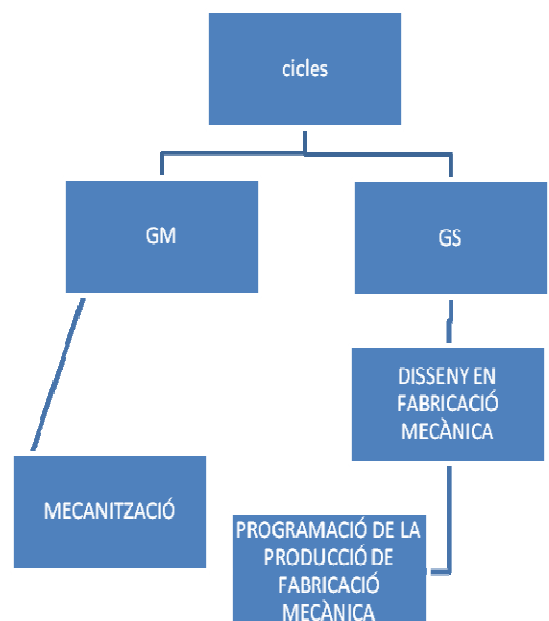 cicles
GM
GS
DISSENY EN
FABRICACIÓ
MECÀNICA
MECANITZACIÓ
PROGRAMACIÓ DE LA
PRODUCCIÓ DE
FABRICACIÓ
MECÀNICA